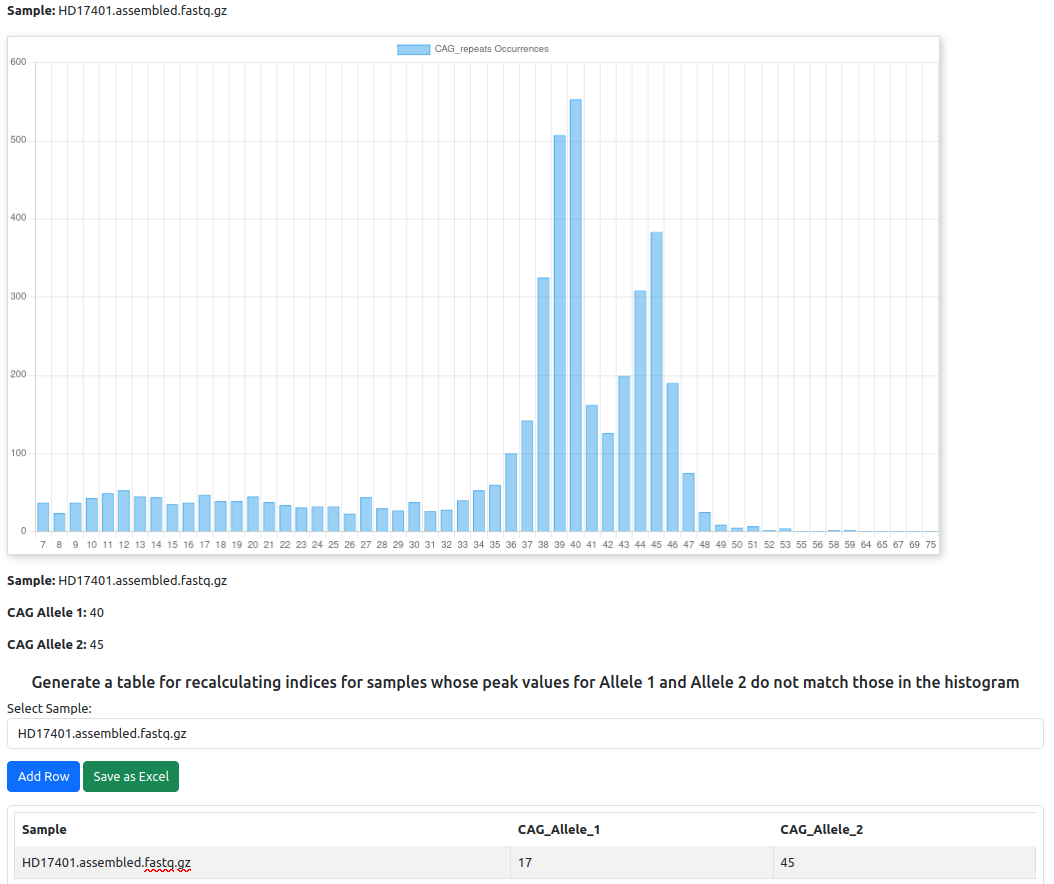 Sample: HD17401.assembled.fastq.gz
CAG_repeats Occurrences
600
500
400
300
200
100
0
7 8 9 10 11 12 13 14 15 16 17 18 19 20 21 22 23 24 25 26 27 28 29 30 31 32 33 34 35 36 37 38 39 40 41 42 43 44 45 46 47 48 49 50 51 52 53 55 56 58 59 64 65 67 69 75
Sample: HD17401.assembled.fastq.gz
CAG Allele 1: 40
CAG Allele 2: 45
Generate a table for recalculating indices for samples whose peak values for Allele 1 and Allele 2 do not match those in the histogram
Select Sample:
HD17401.assembled.fastq.gz
Add Row Save as Excel
Sample CAG_Allele_1 CAG_Allele_2
HD17401.assembled.fastq.gz 17 45